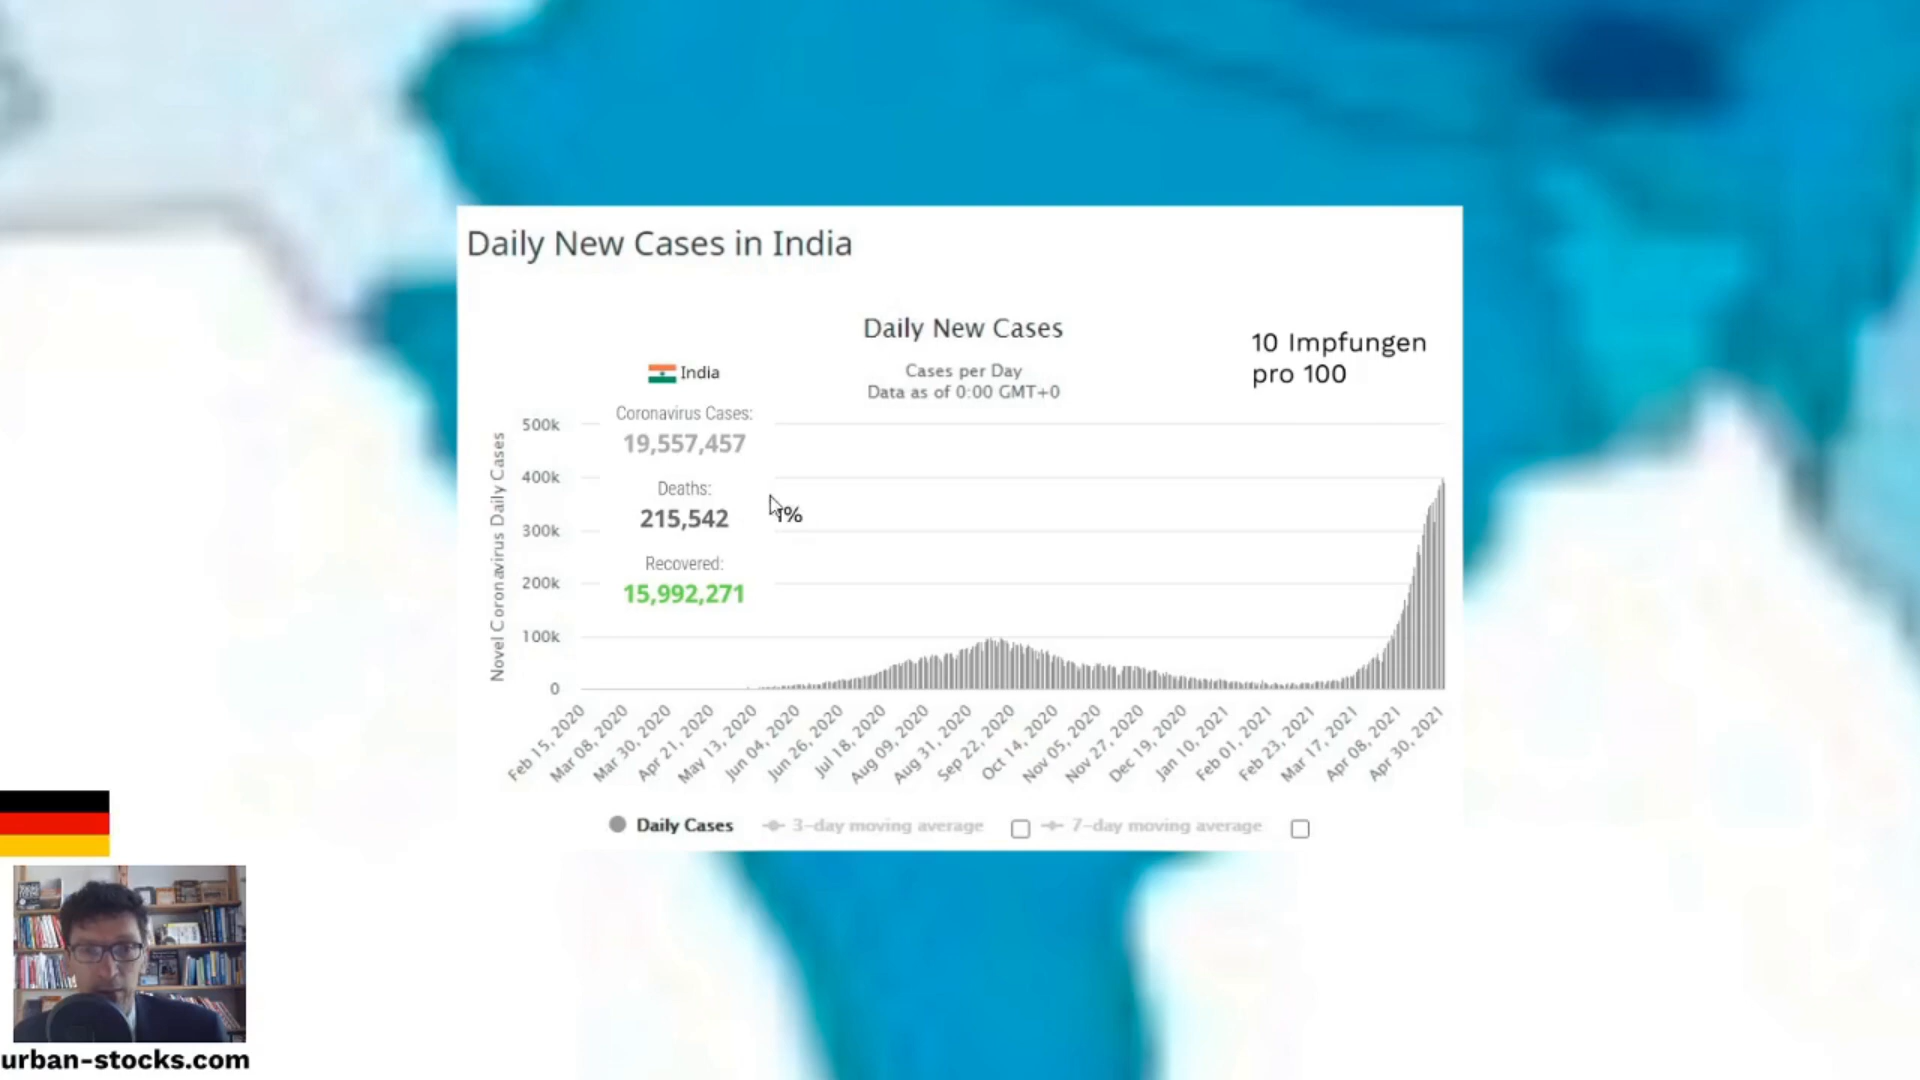 Daily New Cases in India
Daily New Cases
Cases per Day
Data as of 0:00 GMT+0
10 Impfungen
pro 100
India
Coronavirus Cases:
19,557,457
Deaths:
215,542
1%
Recovered:
15,992,271
Novel Coronavirus Daily Cases
500k
400k
300k
200k
100k
0
Feb 15, 2020
Mar 08, 2020
Mar 30, 2020
Apr 21, 2020
May 13, 2020
Jun 04, 2020
Jun 26, 2020
Jul 18, 2020
Aug 09, 2020
Aug 31, 2020
Sep 22, 2020
Oct 14, 2020
Nov 05, 2020
Nov 27, 2020
Dec 19, 2020
Jan 10, 2021
Feb 01, 2021
Feb 23, 2021
Mar 17, 2021
Apr 08, 2021
Apr 30, 2021
Daily Cases
3-day moving average
7-day moving average
urban-stocks.com